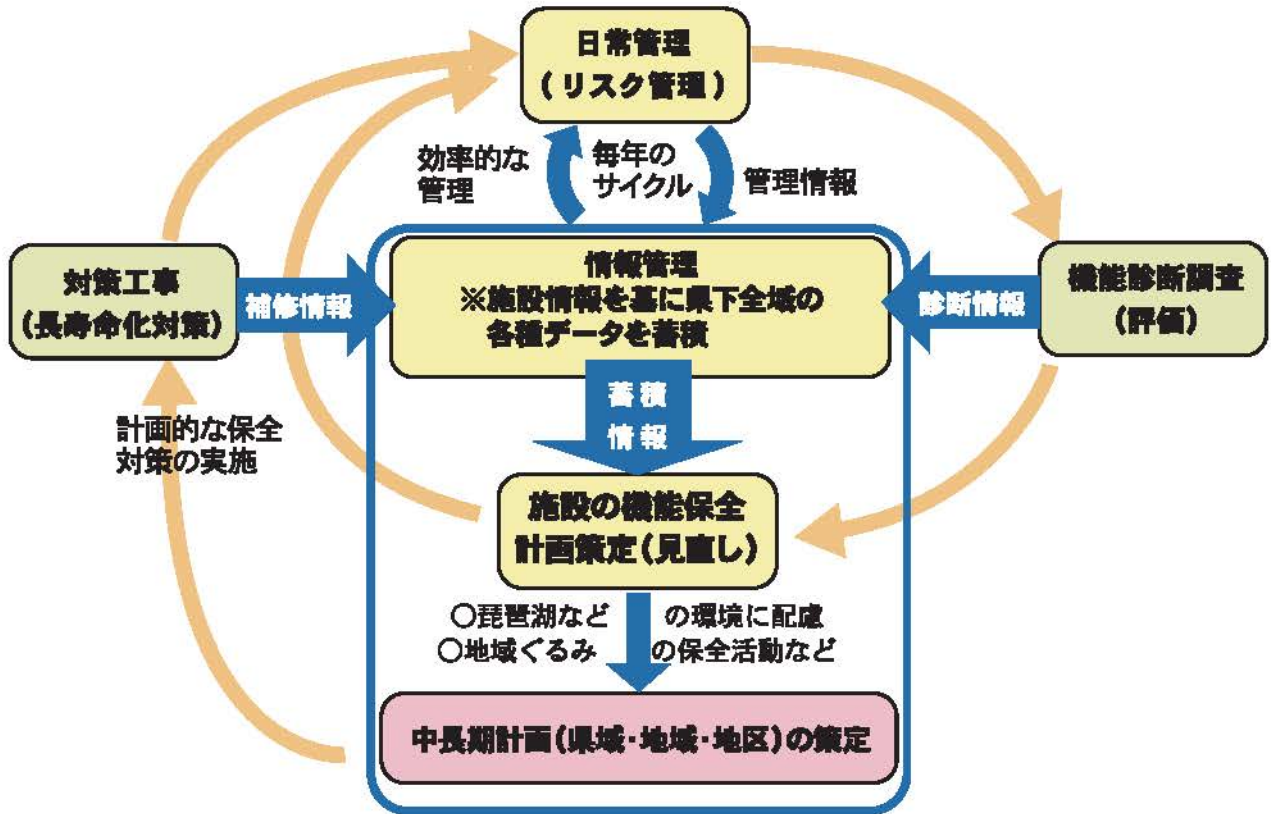 日常管理
(リスク管理)
効率的な
管理
毎年の
サイクル
管理情報
対策工事
(長寿命化対策)
補修情報
情報管理
※施設情報を基に県下全域の
各種データを蓄積
診断情報
機能診断調査
(評価)
蓄積
情報
計画的な保全
対策の実施
施設の機能保全
計画策定(見直し)
○琵琶湖など の環境に配慮
○地域ぐるみ の保全活動など
中長期計画(県域・地域・地区)の策定